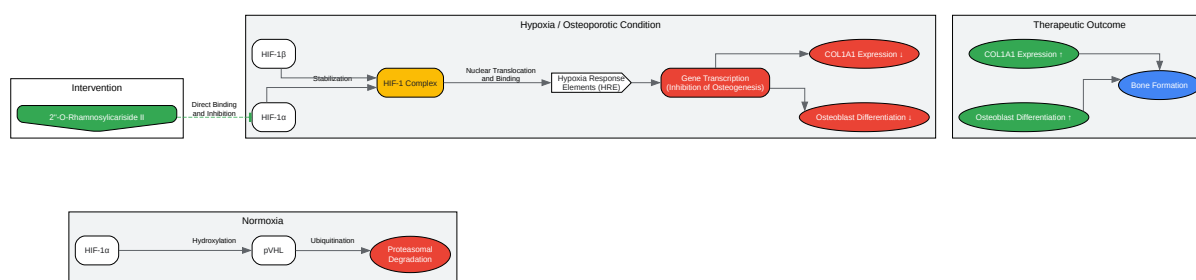 Hypoxia / Osteoporotic Condition
Therapeutic Outcome
HIF-1β
COL1A1 Expression ↓
COL1A1 Expression ↑
Stabilization
HIF-1 Complex
Nuclear Translocation
and Binding
Hypoxia Response
Elements (HRE)
Gene Transcription
(Inhibition of Osteogenesis)
Bone Formation
Intervention
2"-O-Rhamnosylicariside II
Direct Binding
and Inhibition
HIF-1α
Osteoblast Differentiation ↓
Osteoblast Differentiation ↑
Normoxia
HIF-1α
Hydroxylation
pVHL
Ubiquitination
Proteasomal
Degradation